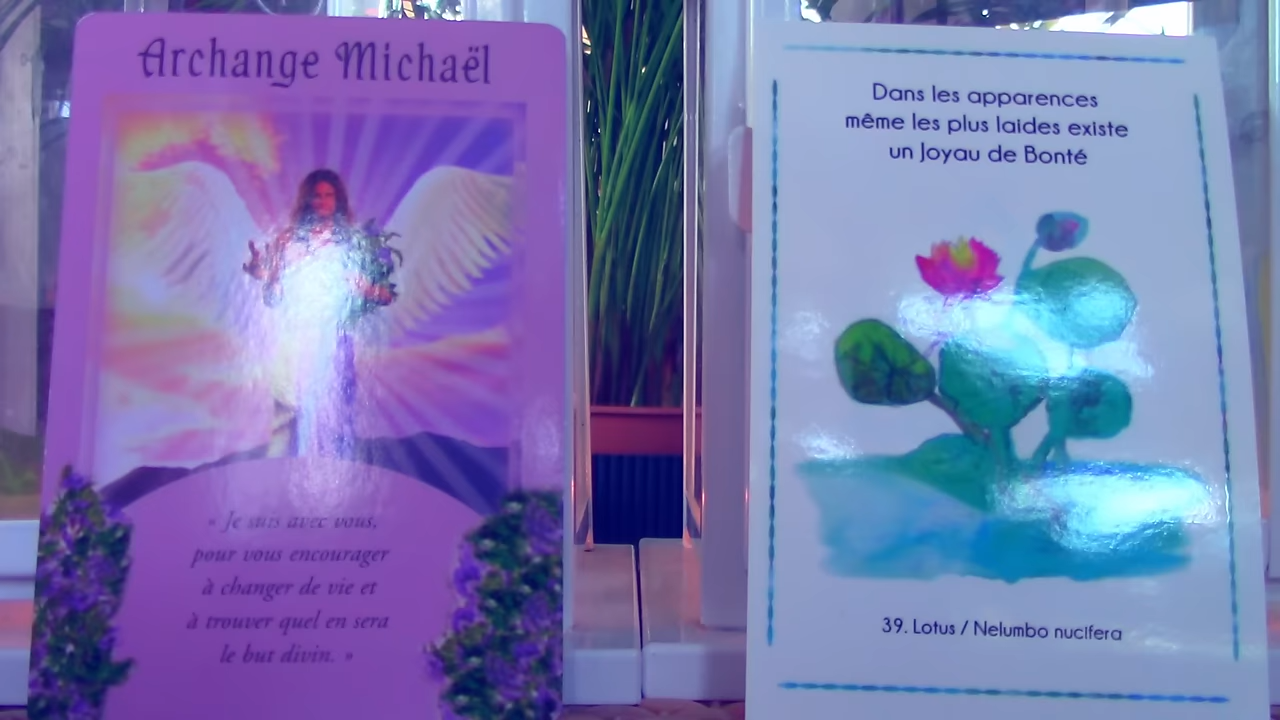 Archange Michaël
« Je suis avec vous,
pour vous encourager
à changer de vie et
à trouver quel en sera
le but divin. »
Dans les apparences
même les plus laides existe
un Joyau de Bonté
39. Lotus / Nelumbo nucifera